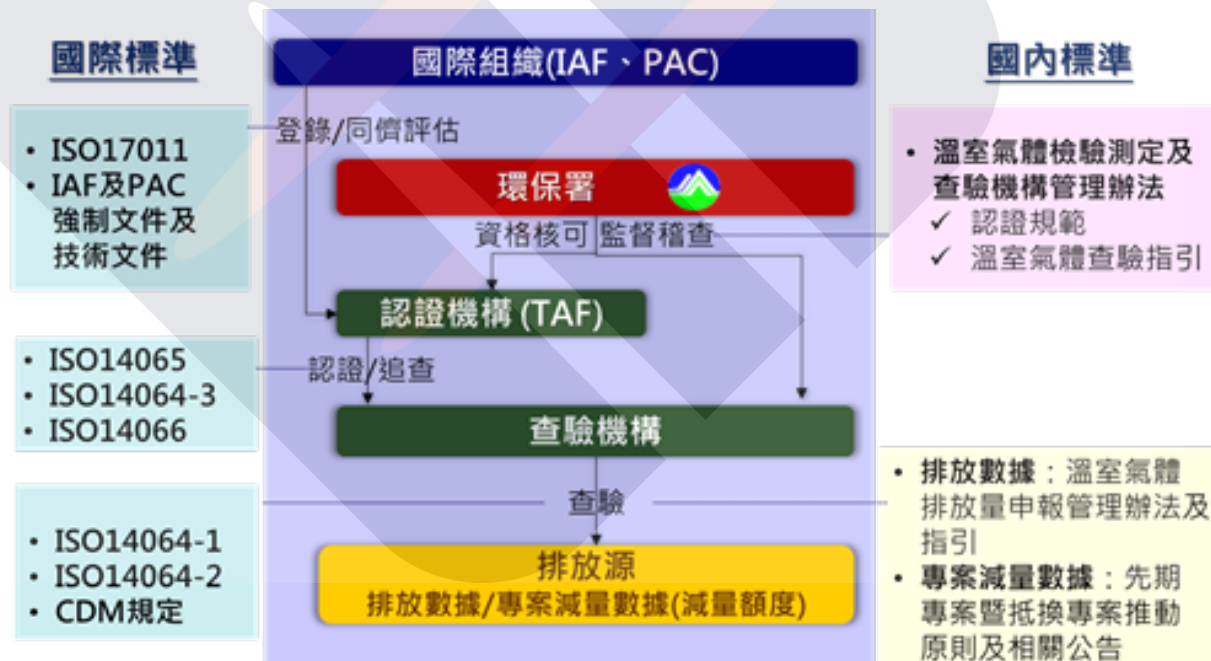 國際標準
國際組織(IAF、PAC)
國內標準
• ISO17011
• IAF及PAC
強制文件及
技術文件
登錄/同儕評估
環保署
資格核可 監督稽查
• 溫室氣體檢驗測定及
查驗機構管理辦法
✓ 認證規範
✓ 溫室氣體查驗指引
認證機構 (TAF)
• ISO14065
• ISO14064-3
• ISO14066
認證/追查
查驗機構
查驗
• ISO14064-1
• ISO14064-2
• CDM規定
排放源
排放數據/專案減量數據(減量額度)
• 排放數據：溫室氣體
排放量申報管理辦法及
指引
• 專案減量數據：先期
專案暨抵換專案推動
原則及相關公告